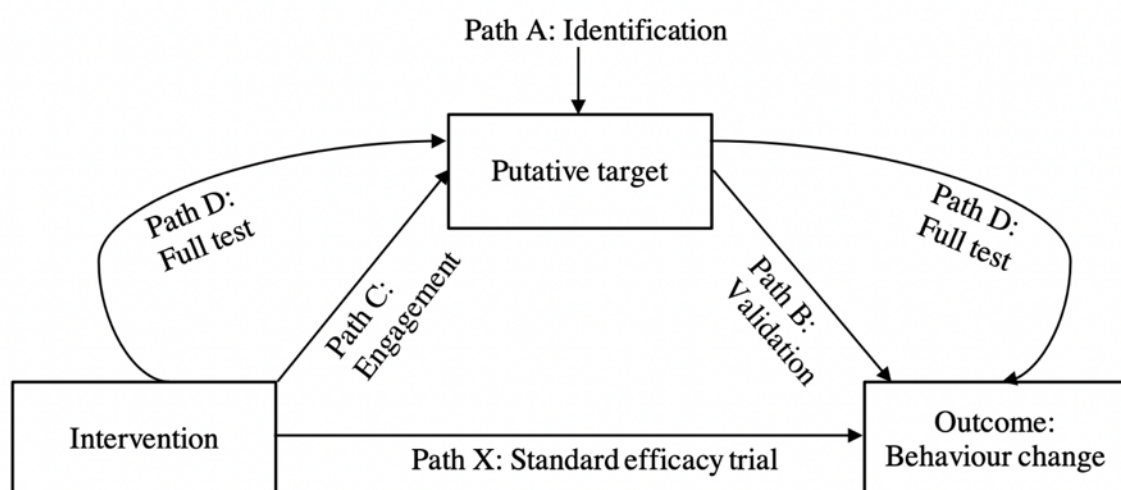 Path A: Identification
Putative target
Path D:
Full test
Path D:
Full test
Path C:
Engagement
Path B:
Validation
Intervention
Outcome:
Behaviour change
Path X: Standard efficacy trial